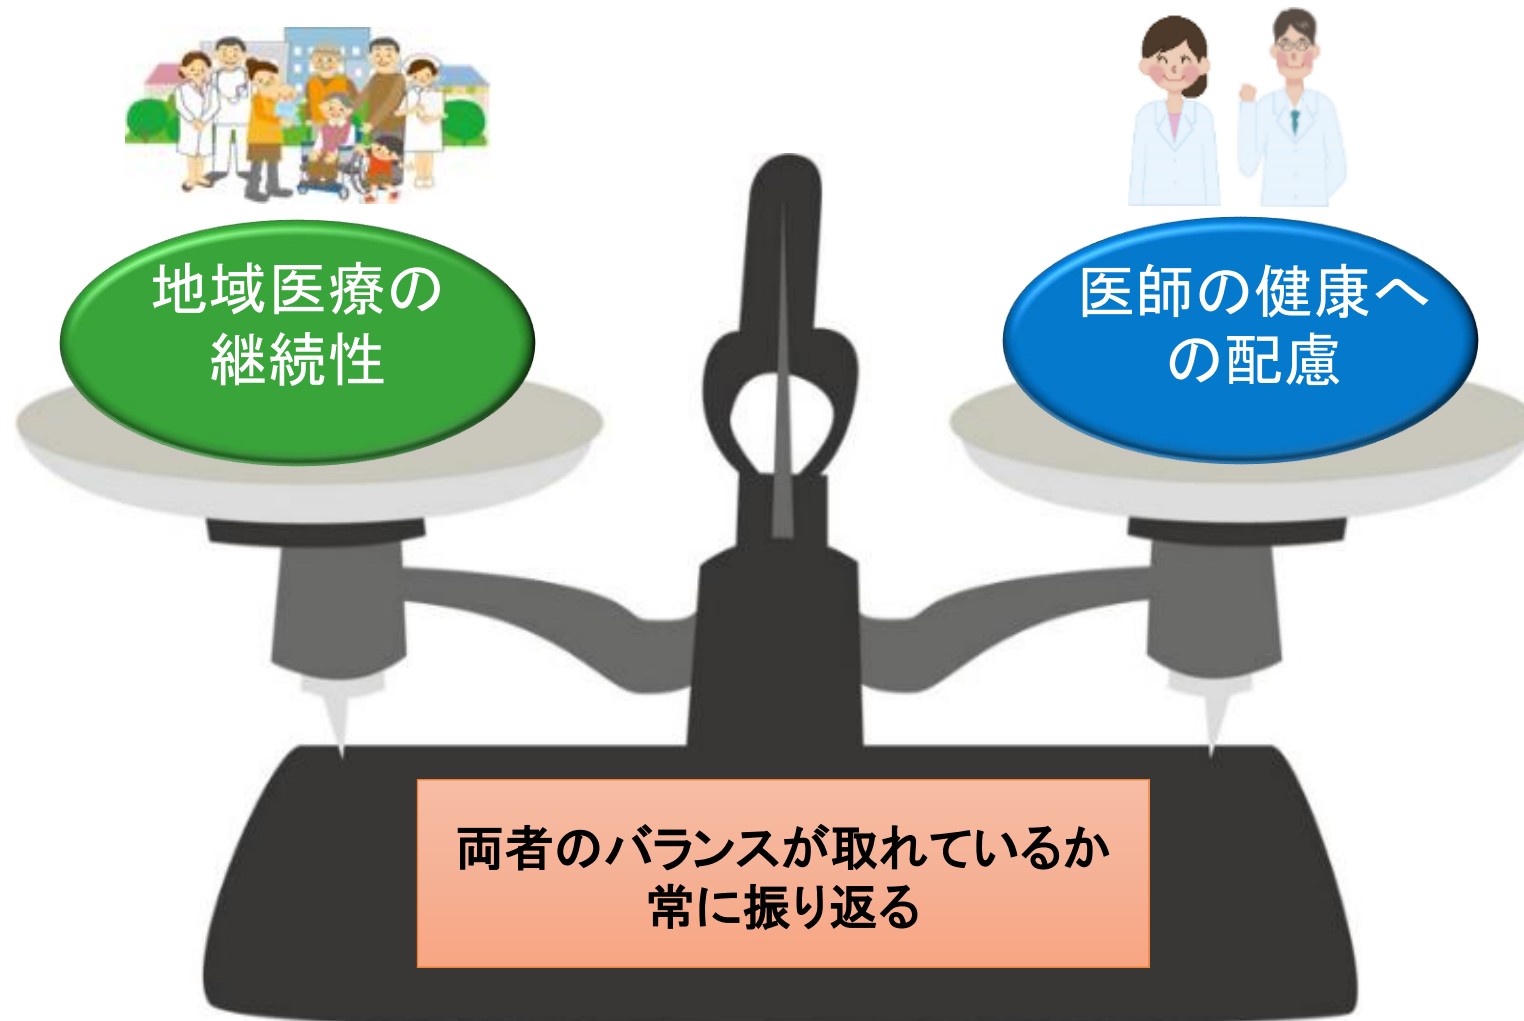 地域医療の
継続性
医師の健康へ
の配慮
両者のバランスが取れているか
常に振り返る